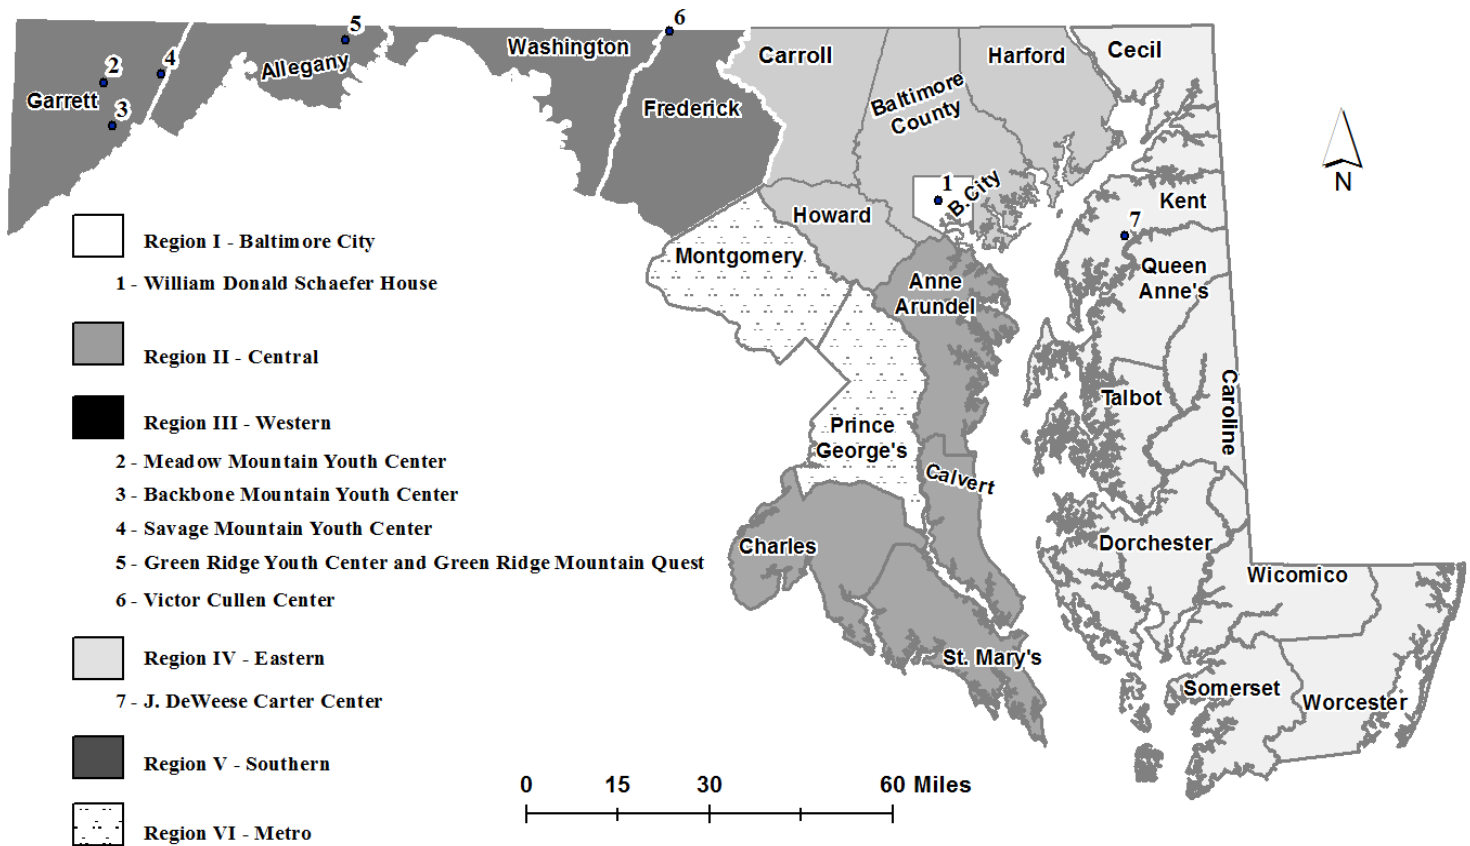 5
6
4
Washington
Carroll
Harford
Cecil
Allegany
2
Garrett
3
Frederick
Baltimore
County
N
1
B.City
Kent
7
Howard
Montgomery
Queen
Anne's
Anne
Arundel
Talbot
Caroline
Prince
George's
Calvert
Charles
Dorchester
Wicomico
St. Mary's
Somerset
Worcester
Region I - Baltimore City
1 - William Donald Schaefer House
Region II - Central
Region III - Western
2 - Meadow Mountain Youth Center
3 - Backbone Mountain Youth Center
4 - Savage Mountain Youth Center
5 - Green Ridge Youth Center and Green Ridge Mountain Quest
6 - Victor Cullen Center
Region IV - Eastern
7 - J. DeWeese Carter Center
Region V - Southern
Region VI - Metro
0 15 30 60 Miles